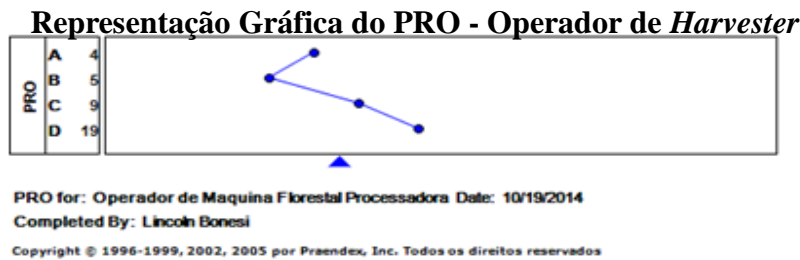 Representação Gráfica do PRO - Operador de Harvester
PRO
A 4
B 5
C 9
D 19
PRO for: Operador de Maquina Florestal Processadora Date: 10/19/2014
Completed By: Lincoln Bonesi
Copyright © 1996-1999, 2002, 2005 por Praendex, Inc. Todos os direitos reservados